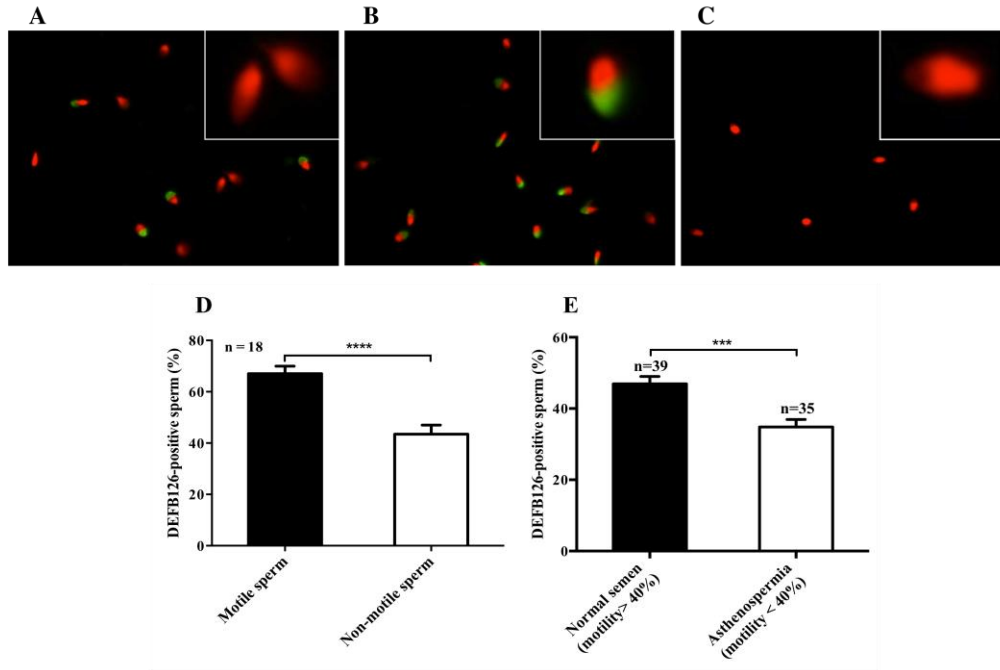 A
B
C
D
E
n = 18
****
80
60
40
20
0
DEFB126-positive sperm (%)
Motile sperm
Non-motile sperm
***
n=39
n=35
60
40
20
0
DEFB126-positive sperm (%)
Normal semen
(motility> 40%)
Asthenospermia
(motility < 40%)